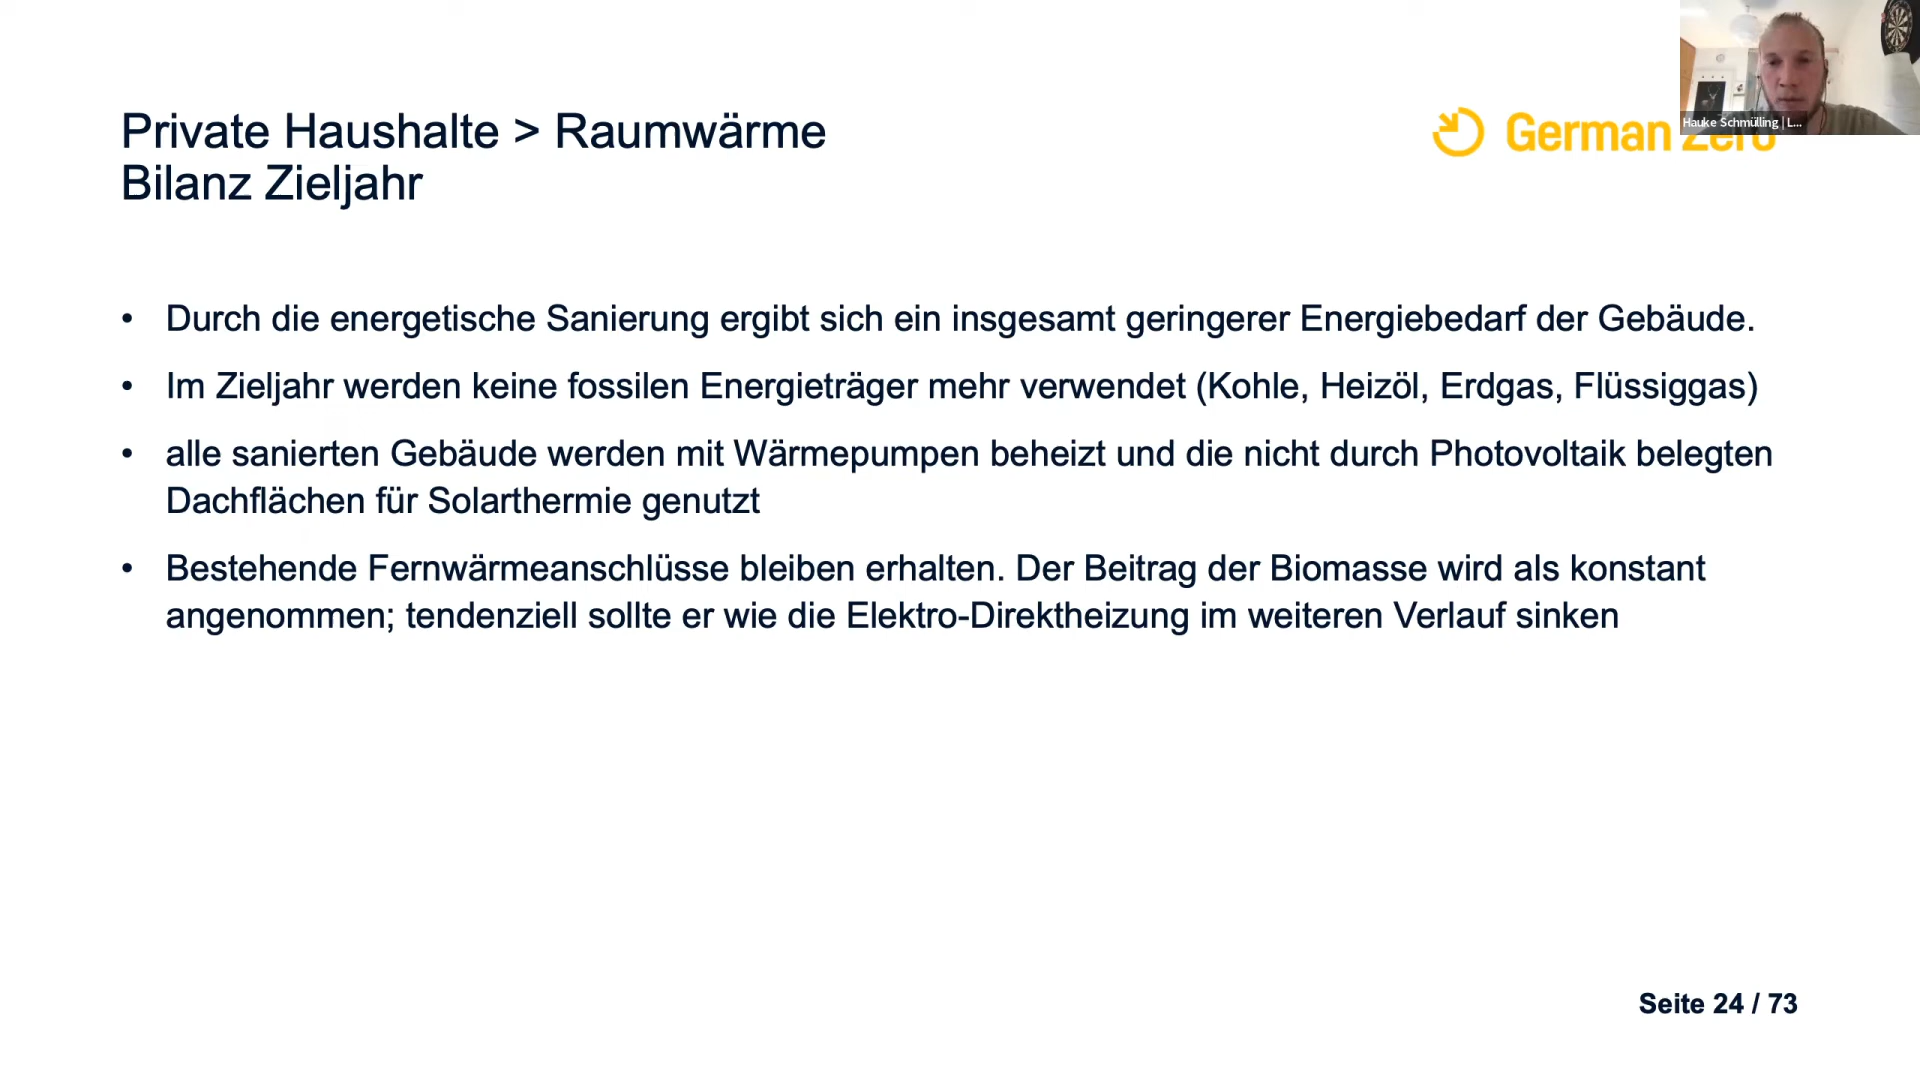 Private Haushalte > Raumwärme
Bilanz Zieljahr
German Zero
Hauke Schmülling | L...
• Durch die energetische Sanierung ergibt sich ein insgesamt geringerer Energiebedarf der Gebäude.
• Im Zieljahr werden keine fossilen Energieträger mehr verwendet (Kohle, Heizöl, Erdgas, Flüssiggas)
• alle sanierten Gebäude werden mit Wärmepumpen beheizt und die nicht durch Photovoltaik belegten
Dachflächen für Solarthermie genutzt
• Bestehende Fernwärmeanschlüsse bleiben erhalten. Der Beitrag der Biomasse wird als konstant
angenommen; tendenziell sollte er wie die Elektro-Direktheizung im weiteren Verlauf sinken
Seite 24 / 73